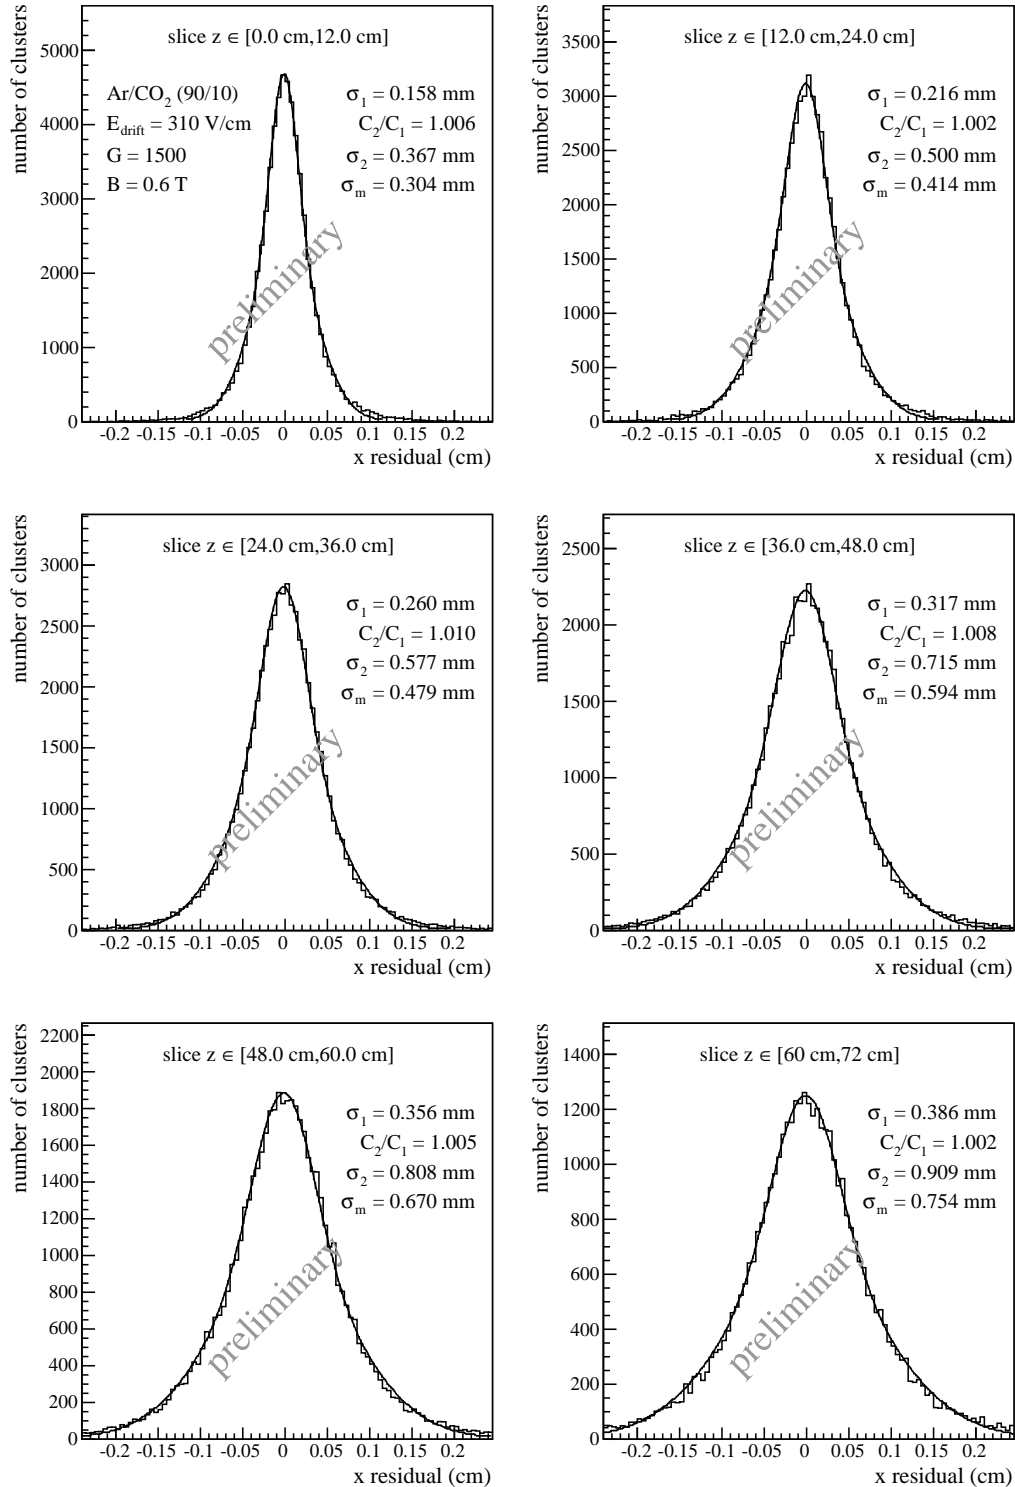 number of clusters
slice z ∈ [0.0 cm,12.0 cm]
Ar/CO₂ (90/10)
E_drift = 310 V/cm
G = 1500
B = 0.6 T
σ₁ = 0.158 mm
C₂/C₁ = 1.006
σ₂ = 0.367 mm
σ_m = 0.304 mm
preliminary
5000
4000
3000
2000
1000
0
-0.2 -0.15 -0.1 -0.05 0 0.05 0.1 0.15 0.2
x residual (cm)
number of clusters
slice z ∈ [12.0 cm,24.0 cm]
σ₁ = 0.216 mm
C₂/C₁ = 1.002
σ₂ = 0.500 mm
σ_m = 0.414 mm
preliminary
3500
3000
2500
2000
1500
1000
500
0
-0.2 -0.15 -0.1 -0.05 0 0.05 0.1 0.15 0.2
x residual (cm)
number of clusters
slice z ∈ [24.0 cm,36.0 cm]
σ₁ = 0.260 mm
C₂/C₁ = 1.010
σ₂ = 0.577 mm
σ_m = 0.479 mm
preliminary
3000
2500
2000
1500
1000
500
0
-0.2 -0.15 -0.1 -0.05 0 0.05 0.1 0.15 0.2
x residual (cm)
number of clusters
slice z ∈ [36.0 cm,48.0 cm]
σ₁ = 0.317 mm
C₂/C₁ = 1.008
σ₂ = 0.715 mm
σ_m = 0.594 mm
preliminary
2500
2000
1500
1000
500
0
-0.2 -0.15 -0.1 -0.05 0 0.05 0.1 0.15 0.2
x residual (cm)
number of clusters
slice z ∈ [48.0 cm,60.0 cm]
σ₁ = 0.356 mm
C₂/C₁ = 1.005
σ₂ = 0.808 mm
σ_m = 0.670 mm
preliminary
2200
2000
1800
1600
1400
1200
1000
800
600
400
200
0
-0.2 -0.15 -0.1 -0.05 0 0.05 0.1 0.15 0.2
x residual (cm)
number of clusters
slice z ∈ [60 cm,72 cm]
σ₁ = 0.386 mm
C₂/C₁ = 1.002
σ₂ = 0.909 mm
σ_m = 0.754 mm
preliminary
1400
1200
1000
800
600
400
200
0
-0.2 -0.15 -0.1 -0.05 0 0.05 0.1 0.15 0.2
x residual (cm)